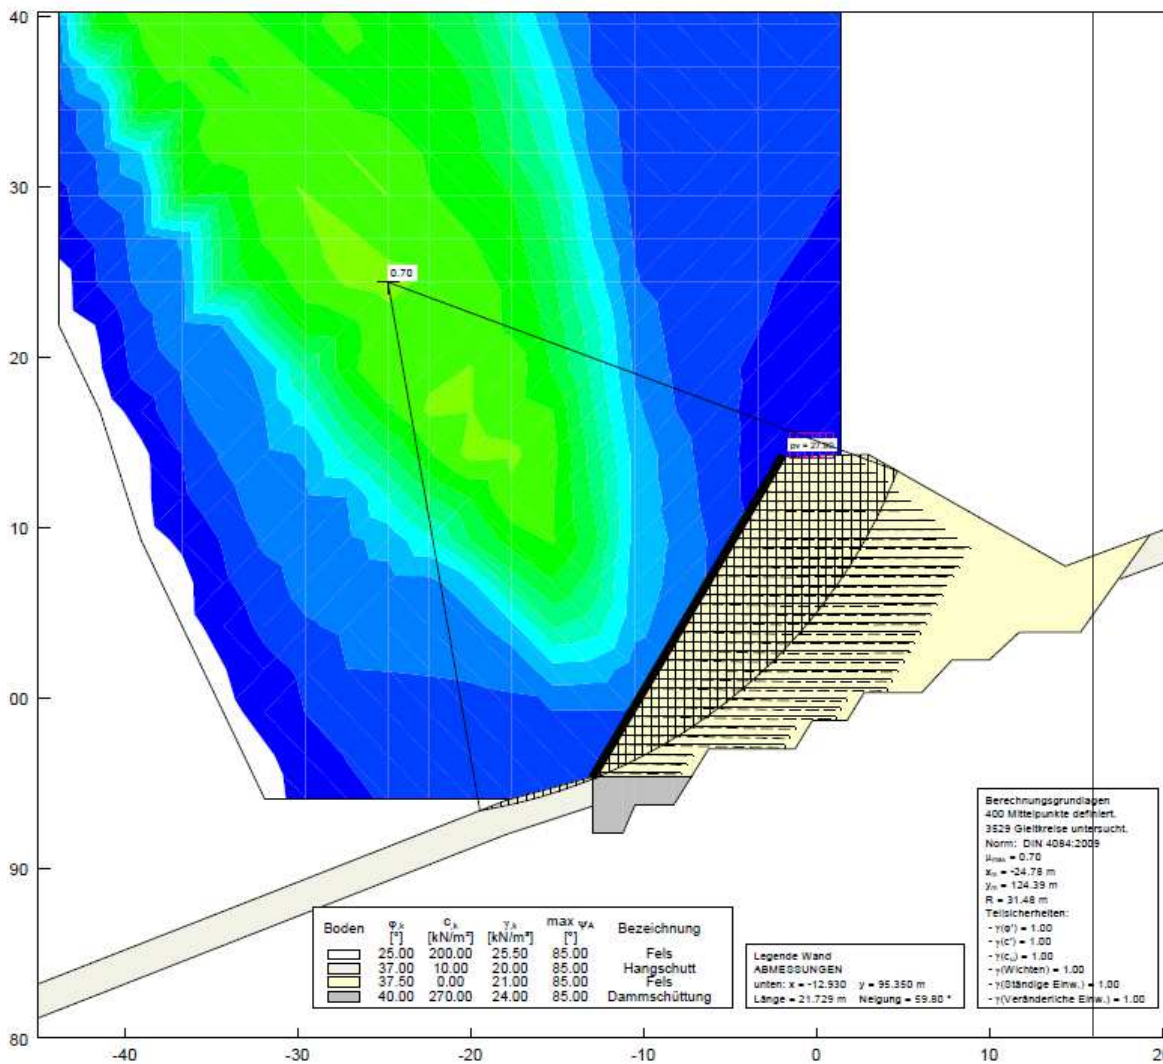 40
30
0.70
20
10
00
90
80
-40
-30
-20
-10
0
10
20
Boden φ,k [°] c,k [kN/m²] γ,k [kN/m³] max ψA [°] Bezeichnung
25.00 200.00 25.50 85.00 Fels
37.00 10.00 20.00 85.00 Hangschutt
37.50 0.00 21.00 85.00 Fels
40.00 270.00 24.00 85.00 Dammschüttung
Legende Wand
ABMESSUNGEN
unten: x = -12.930 y = 95.350 m
Länge = 21.729 m Neigung = 59.80 °
Berechnungsgrundlagen
400 Mittelpunkte definiert.
3529 Gleitkreise untersucht.
Norm: DIN 4084:2009
μmax = 0.70
xm = -24.78 m
ym = 124.39 m
R = 31.48 m
Teilsicherheiten:
- γ(φ') = 1.00
- γ(c') = 1.00
- γ(cu) = 1.00
- γ(Wichten) = 1.00
- γ(Ständige Einw.) = 1.00
- γ(Veränderliche Einw.) = 1.00